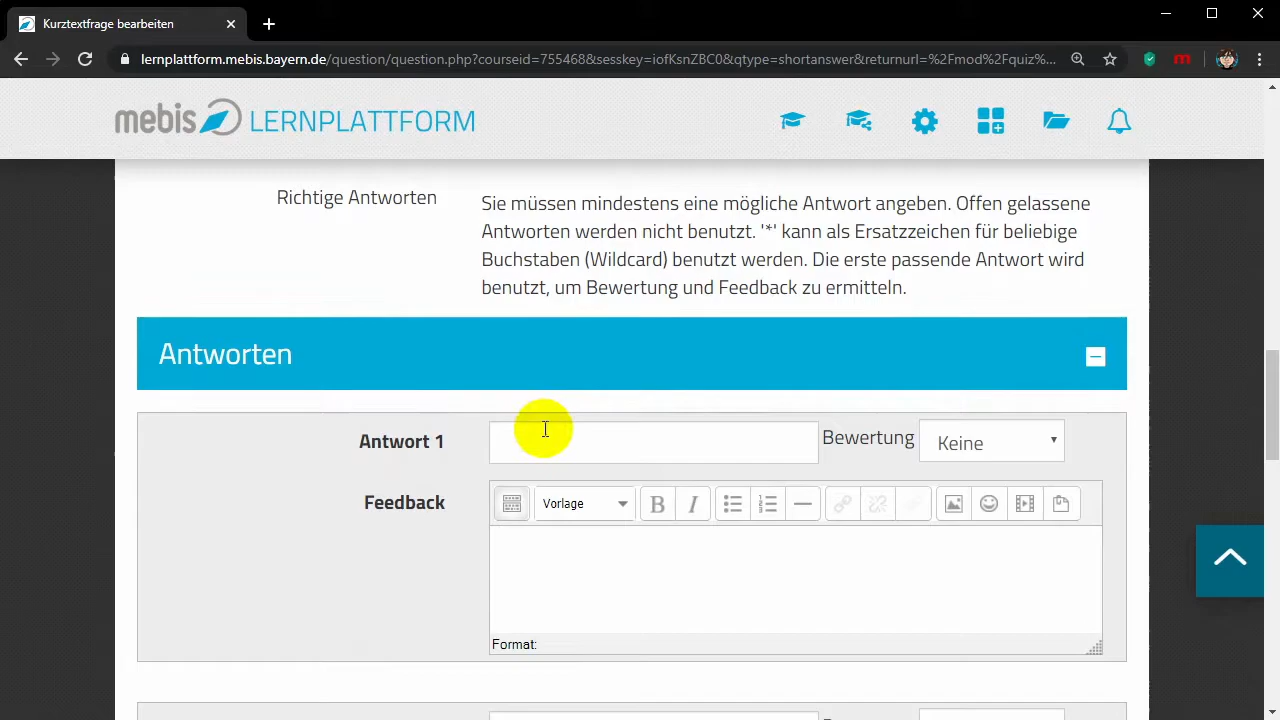 Kurztextfrage bearbeiten
lernplattform.mebis.bayern.de/question/question.php?courseid=755468&sesskey=iofKsnZBC0&qtype=shortanswer&returnurl=%2Fmod%2Fquiz%2F...
mebis LERNPLATTFORM
Richtige Antworten
Sie müssen mindestens eine mögliche Antwort angeben. Offen gelassene
Antworten werden nicht benutzt. '*' kann als Ersatzzeichen für beliebige
Buchstaben (Wildcard) benutzt werden. Die erste passende Antwort wird
benutzt, um Bewertung und Feedback zu ermitteln.
Antworten
Antwort 1
Bewertung
Keine
Feedback
Vorlage
B I
Format: